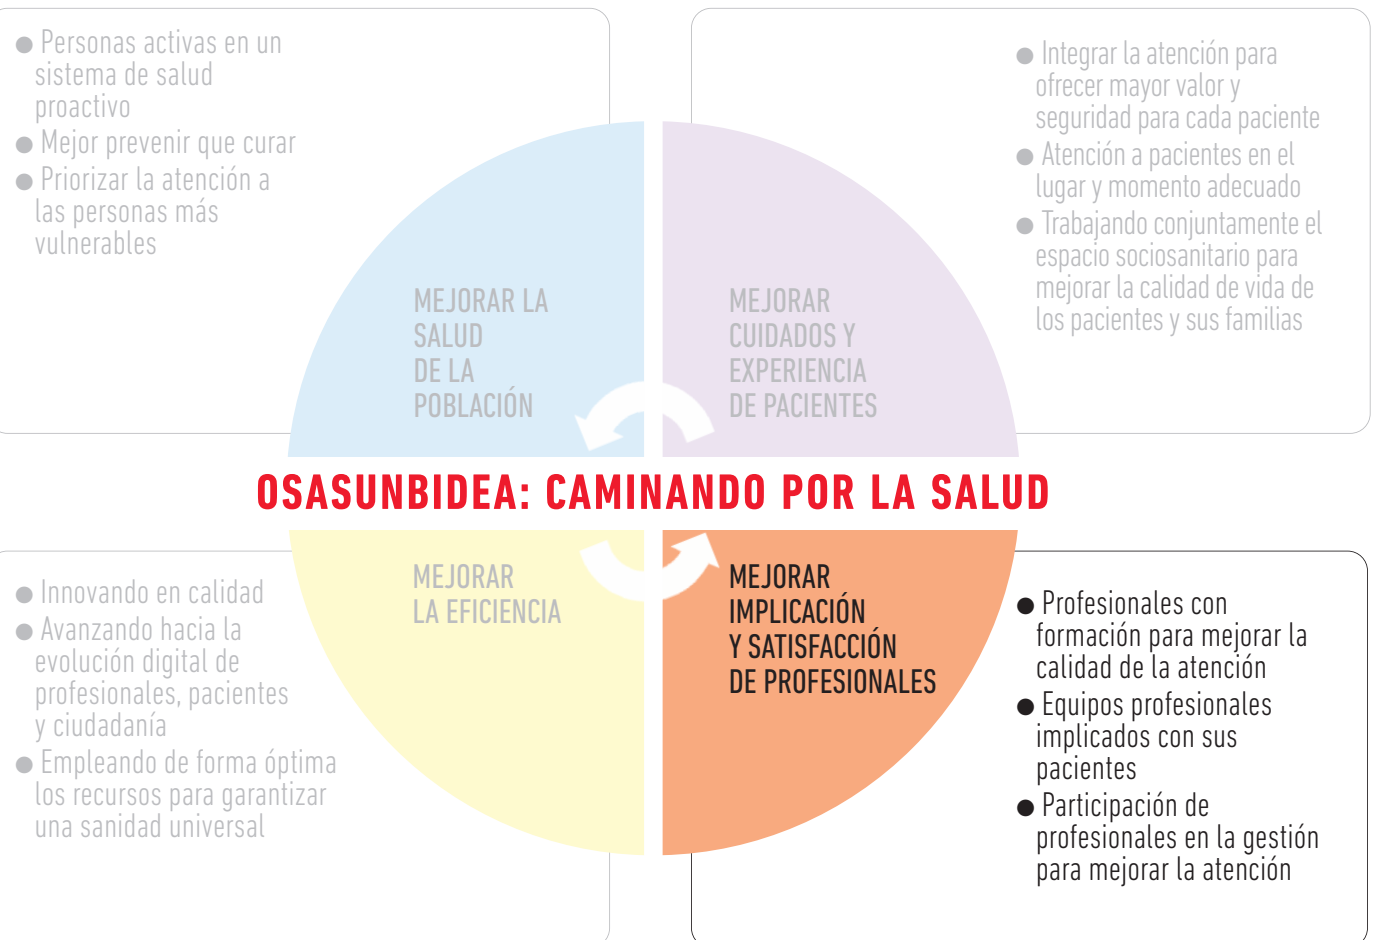 ● Personas activas en un
sistema de salud
proactivo
● Mejor prevenir que curar
● Priorizar la atención a
las personas más
vulnerables
● Integrar la atención para
ofrecer mayor valor y
seguridad para cada paciente
● Atención a pacientes en el
lugar y momento adecuado
● Trabajando conjuntamente el
espacio sociosanitario para
mejorar la calidad de vida de
los pacientes y sus familias
MEJORAR LA
SALUD
DE LA
POBLACIÓN
MEJORAR
CUIDADOS Y
EXPERIENCIA
DE PACIENTES
OSASUNBIDEA: CAMINANDO POR LA SALUD
MEJORAR
LA EFICIENCIA
MEJORAR
IMPLICACIÓN
Y SATISFACCIÓN
DE PROFESIONALES
● Innovando en calidad
● Avanzando hacia la
evolución digital de
profesionales, pacientes
y ciudadanía
● Empleando de forma óptima
los recursos para garantizar
una sanidad universal
● Profesionales con
formación para mejorar la
calidad de la atención
● Equipos profesionales
implicados con sus
pacientes
● Participación de
profesionales en la gestión
para mejorar la atención